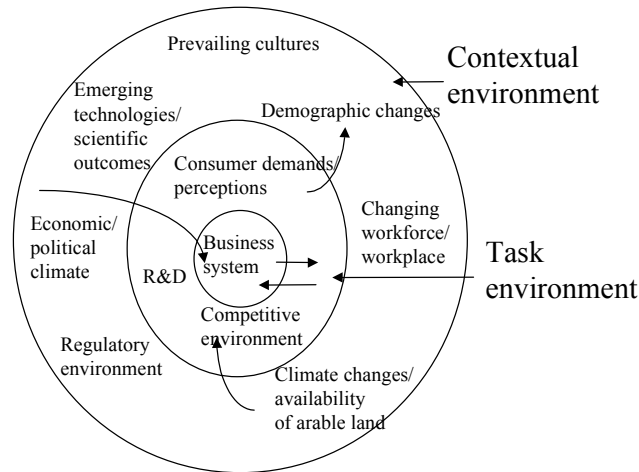 Prevailing cultures
Contextual
environment
Emerging
technologies/
scientific
outcomes
Demographic changes
Consumer demands/
perceptions
Economic/
political
climate
Changing
workforce/
workplace
Business
system
R&D
Task
environment
Competitive
environment
Regulatory
environment
Climate changes/
availability
of arable land